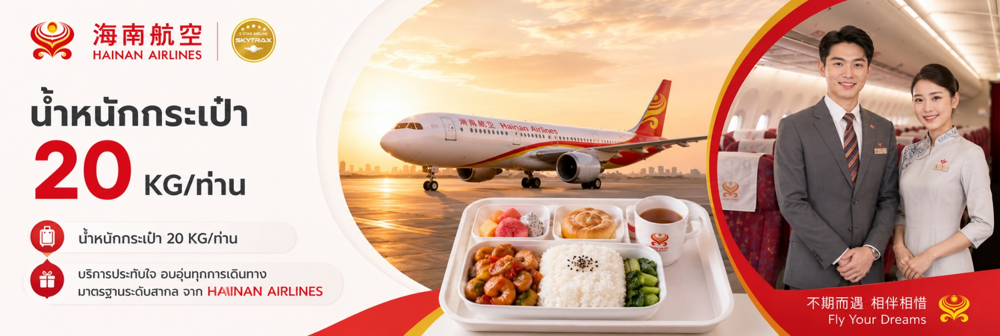 海南航空
HAINAN AIRLINES
5 STAR AIRLINE
SKYTRAX
น้ำหนักกระเป๋า
20 KG/ท่าน
น้ำหนักกระเป๋า 20 KG/ท่าน
บริการประทับใจ อบอุ่นทุกการเดินทาง
มาตรฐานระดับสากล จาก HAINAN AIRLINES
海南航空 Hainan Airlines
不期而遇 相伴相惜
Fly Your Dreams